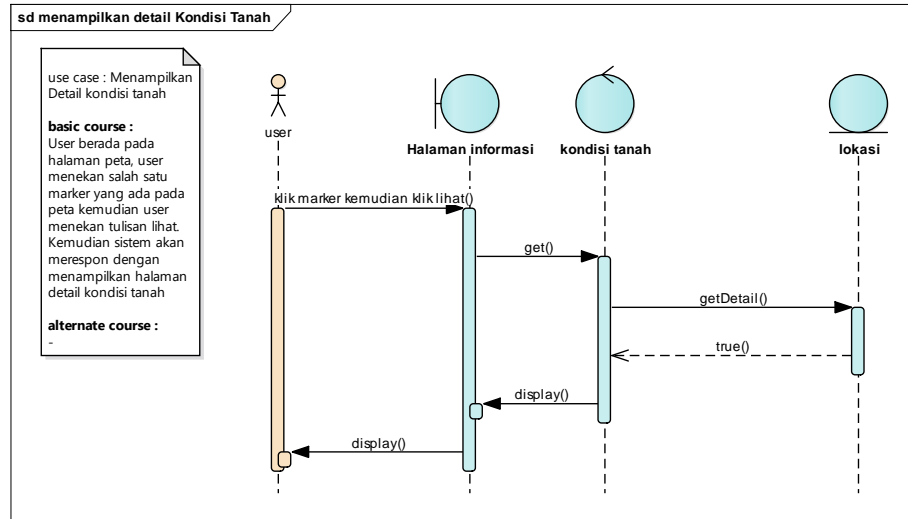 sd menampilkan detail Kondisi Tanah
use case : Menampilkan
Detail kondisi tanah
basic course :
User berada pada
halaman peta, user
menekan salah satu
marker yang ada pada
peta kemudian user
menekan tulisan lihat.
Kemudian sistem akan
merespon dengan
menampilkan halaman
detail kondisi tanah
alternate course :
-
user
Halaman informasi
kondisi tanah
lokasi
klik marker kemudian klik lihat()
get()
getDetail()
true()
display()
display()